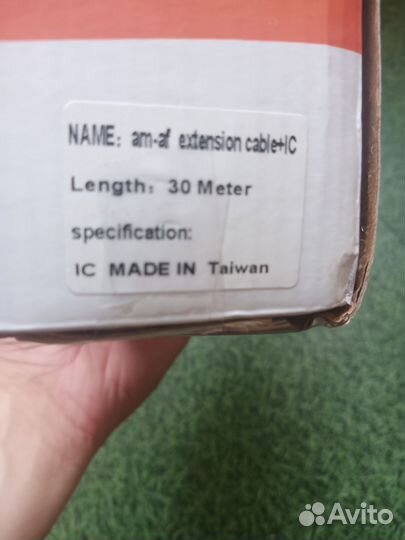 NAME: am-af extension cable+IC
Length: 30 Meter
specification:
IC MADE IN Taiwan
Avito